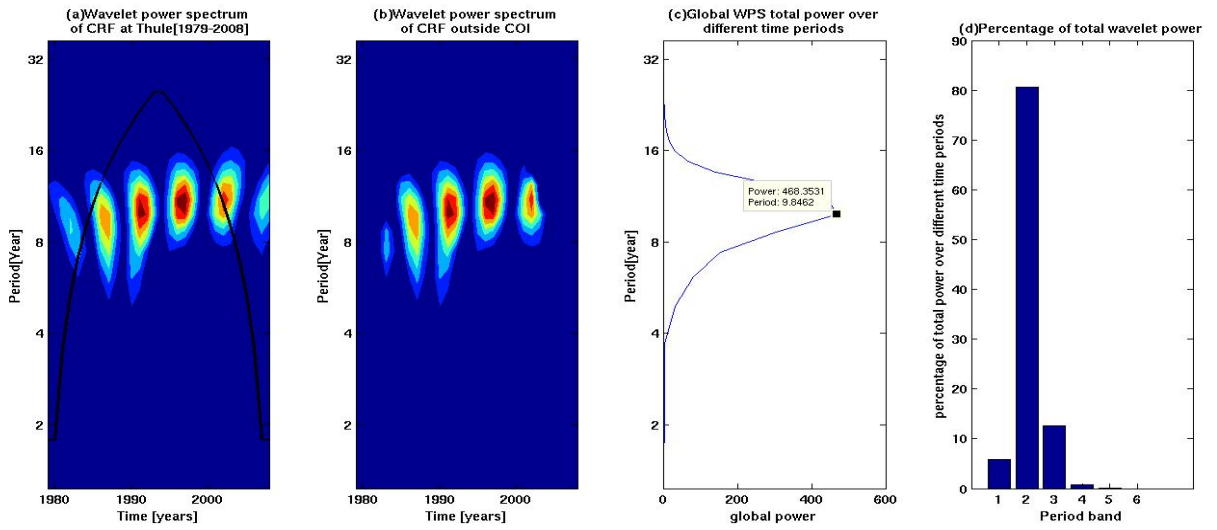 (a)Wavelet power spectrum
of CRF at Thule[1979-2008]
32
16
8
4
2
Period[Year]
1980
1990
2000
Time [years]
(b)Wavelet power spectrum
of CRF outside COI
32
16
8
4
2
Period[Year]
1980
1990
2000
Time [years]
(c)Global WPS total power over
different time periods
32
16
8
4
2
Period[year]
Power: 468.3531
Period: 9.8462
0
200
400
600
global power
(d)Percentage of total wavelet power
90
80
70
60
50
40
30
20
10
0
percentage of total power over different time periods
1
2
3
4
5
6
Period band